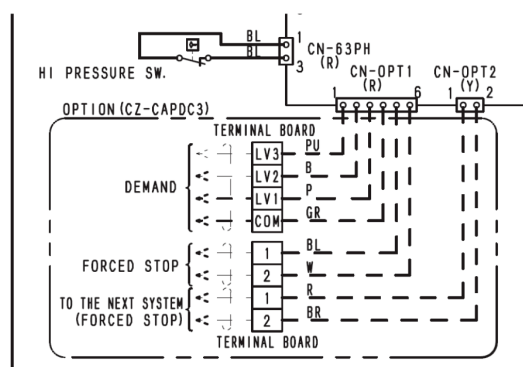 BL
1
BL
3
CN-63PH
(R)
HI PRESSURE SW.
CN-OPT1
(R)
1
6
CN-OPT2
(Y)
1
2
OPTION(CZ-CAPDC3)
TERMINAL BOARD
DEMAND
LV3
PU
LV2
B
LV1
P
COM
GR
FORCED STOP
1
BL
2
W
TO THE NEXT SYSTEM
(FORCED STOP)
1
R
2
BR
TERMINAL BOARD